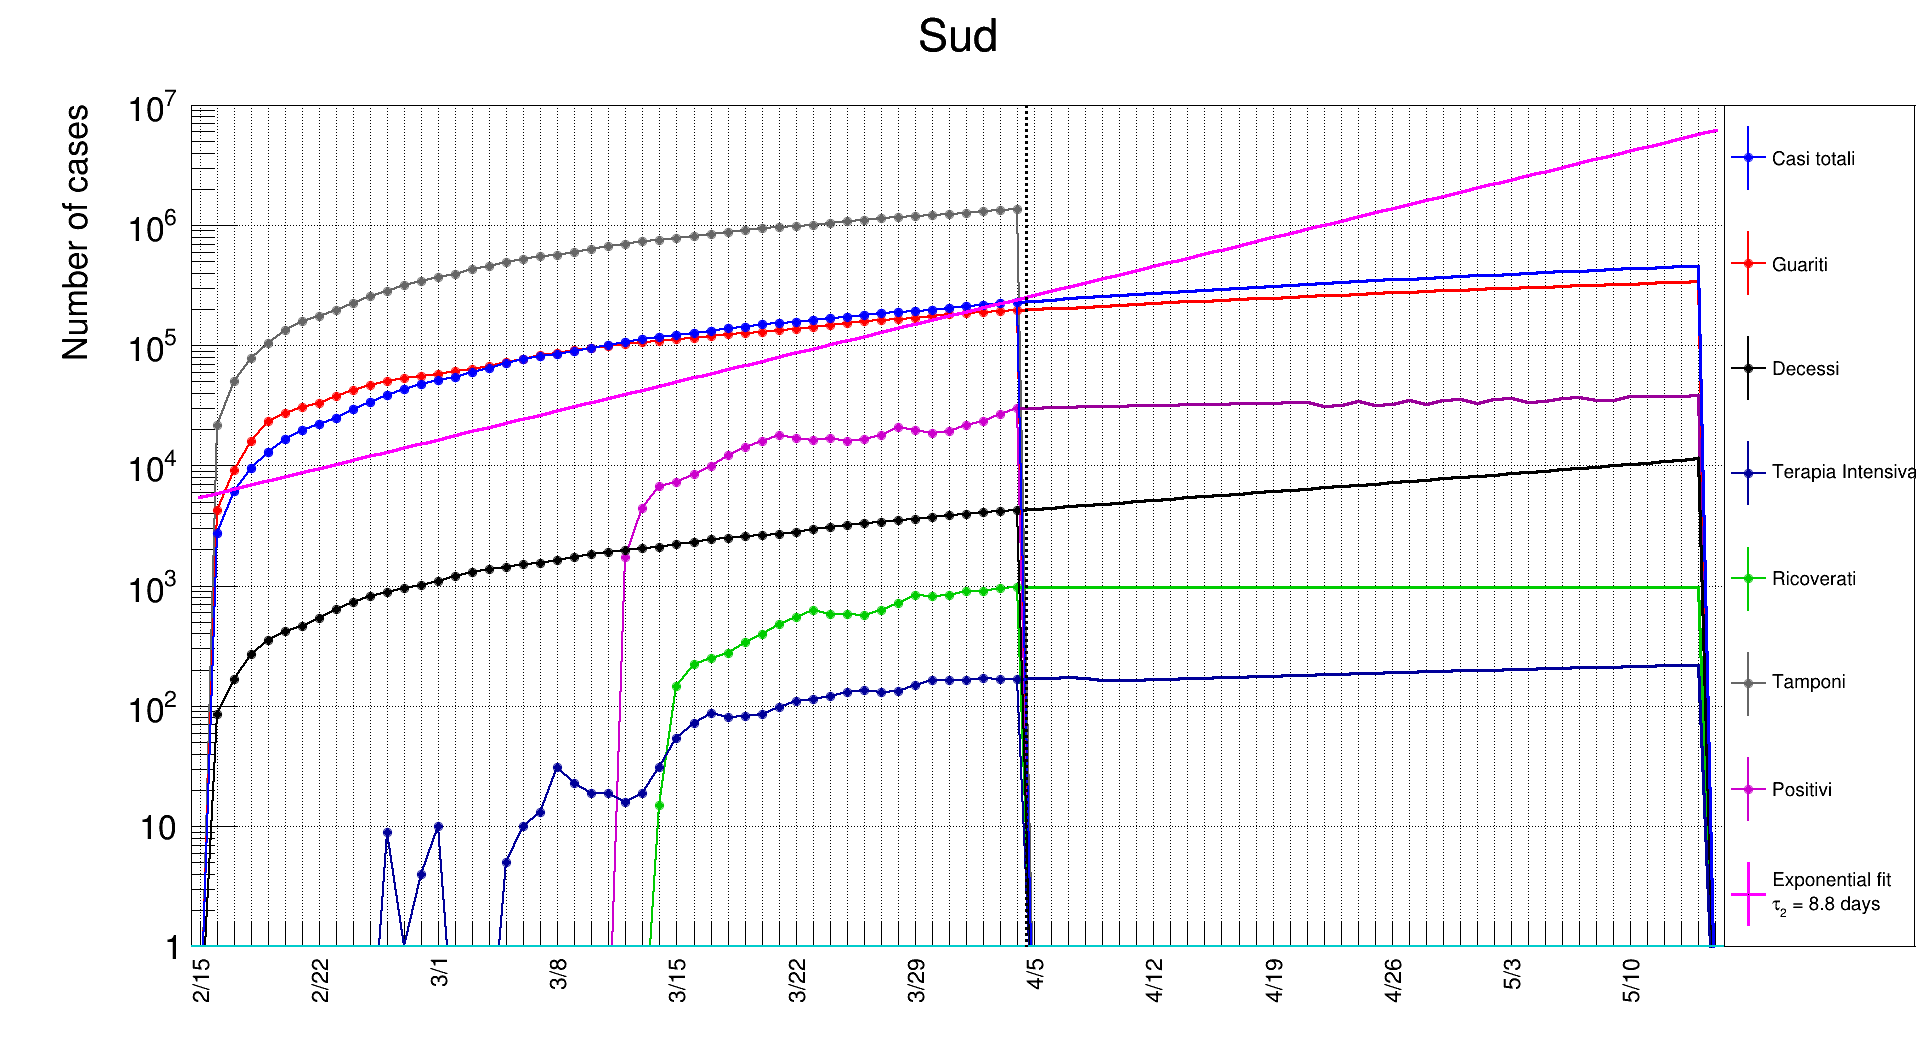 Sud
Number of cases
10^7
10^6
10^5
10^4
10^3
10^2
10
1
2/15
2/22
3/1
3/8
3/15
3/22
3/29
4/5
4/12
4/19
4/26
5/3
5/10
Casi totali
Guariti
Decessi
Terapia Intensiva
Ricoverati
Tamponi
Positivi
Exponential fit
τ_2 = 8.8 days